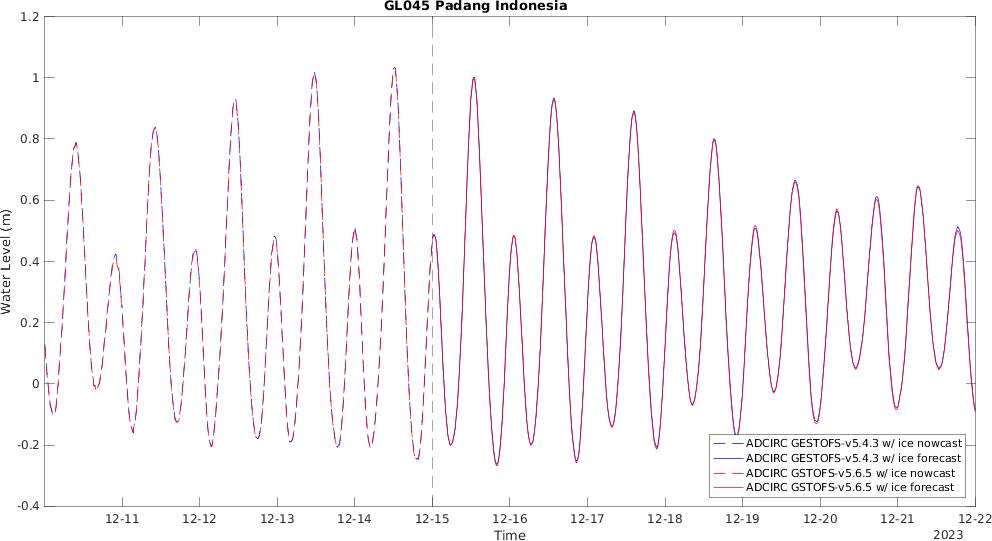 GL045 Padang Indonesia
1.2
1
0.8
0.6
0.4
0.2
0
-0.2
-0.4
Water Level (m)
12-11 12-12 12-13 12-14 12-15 12-16 12-17 12-18 12-19 12-20 12-21 12-22
Time
2023
ADCIRC GESTOFS-v5.4.3 w/ ice nowcast
ADCIRC GESTOFS-v5.4.3 w/ ice forecast
ADCIRC GSTOFS-v5.6.5 w/ ice nowcast
ADCIRC GSTOFS-v5.6.5 w/ ice forecast